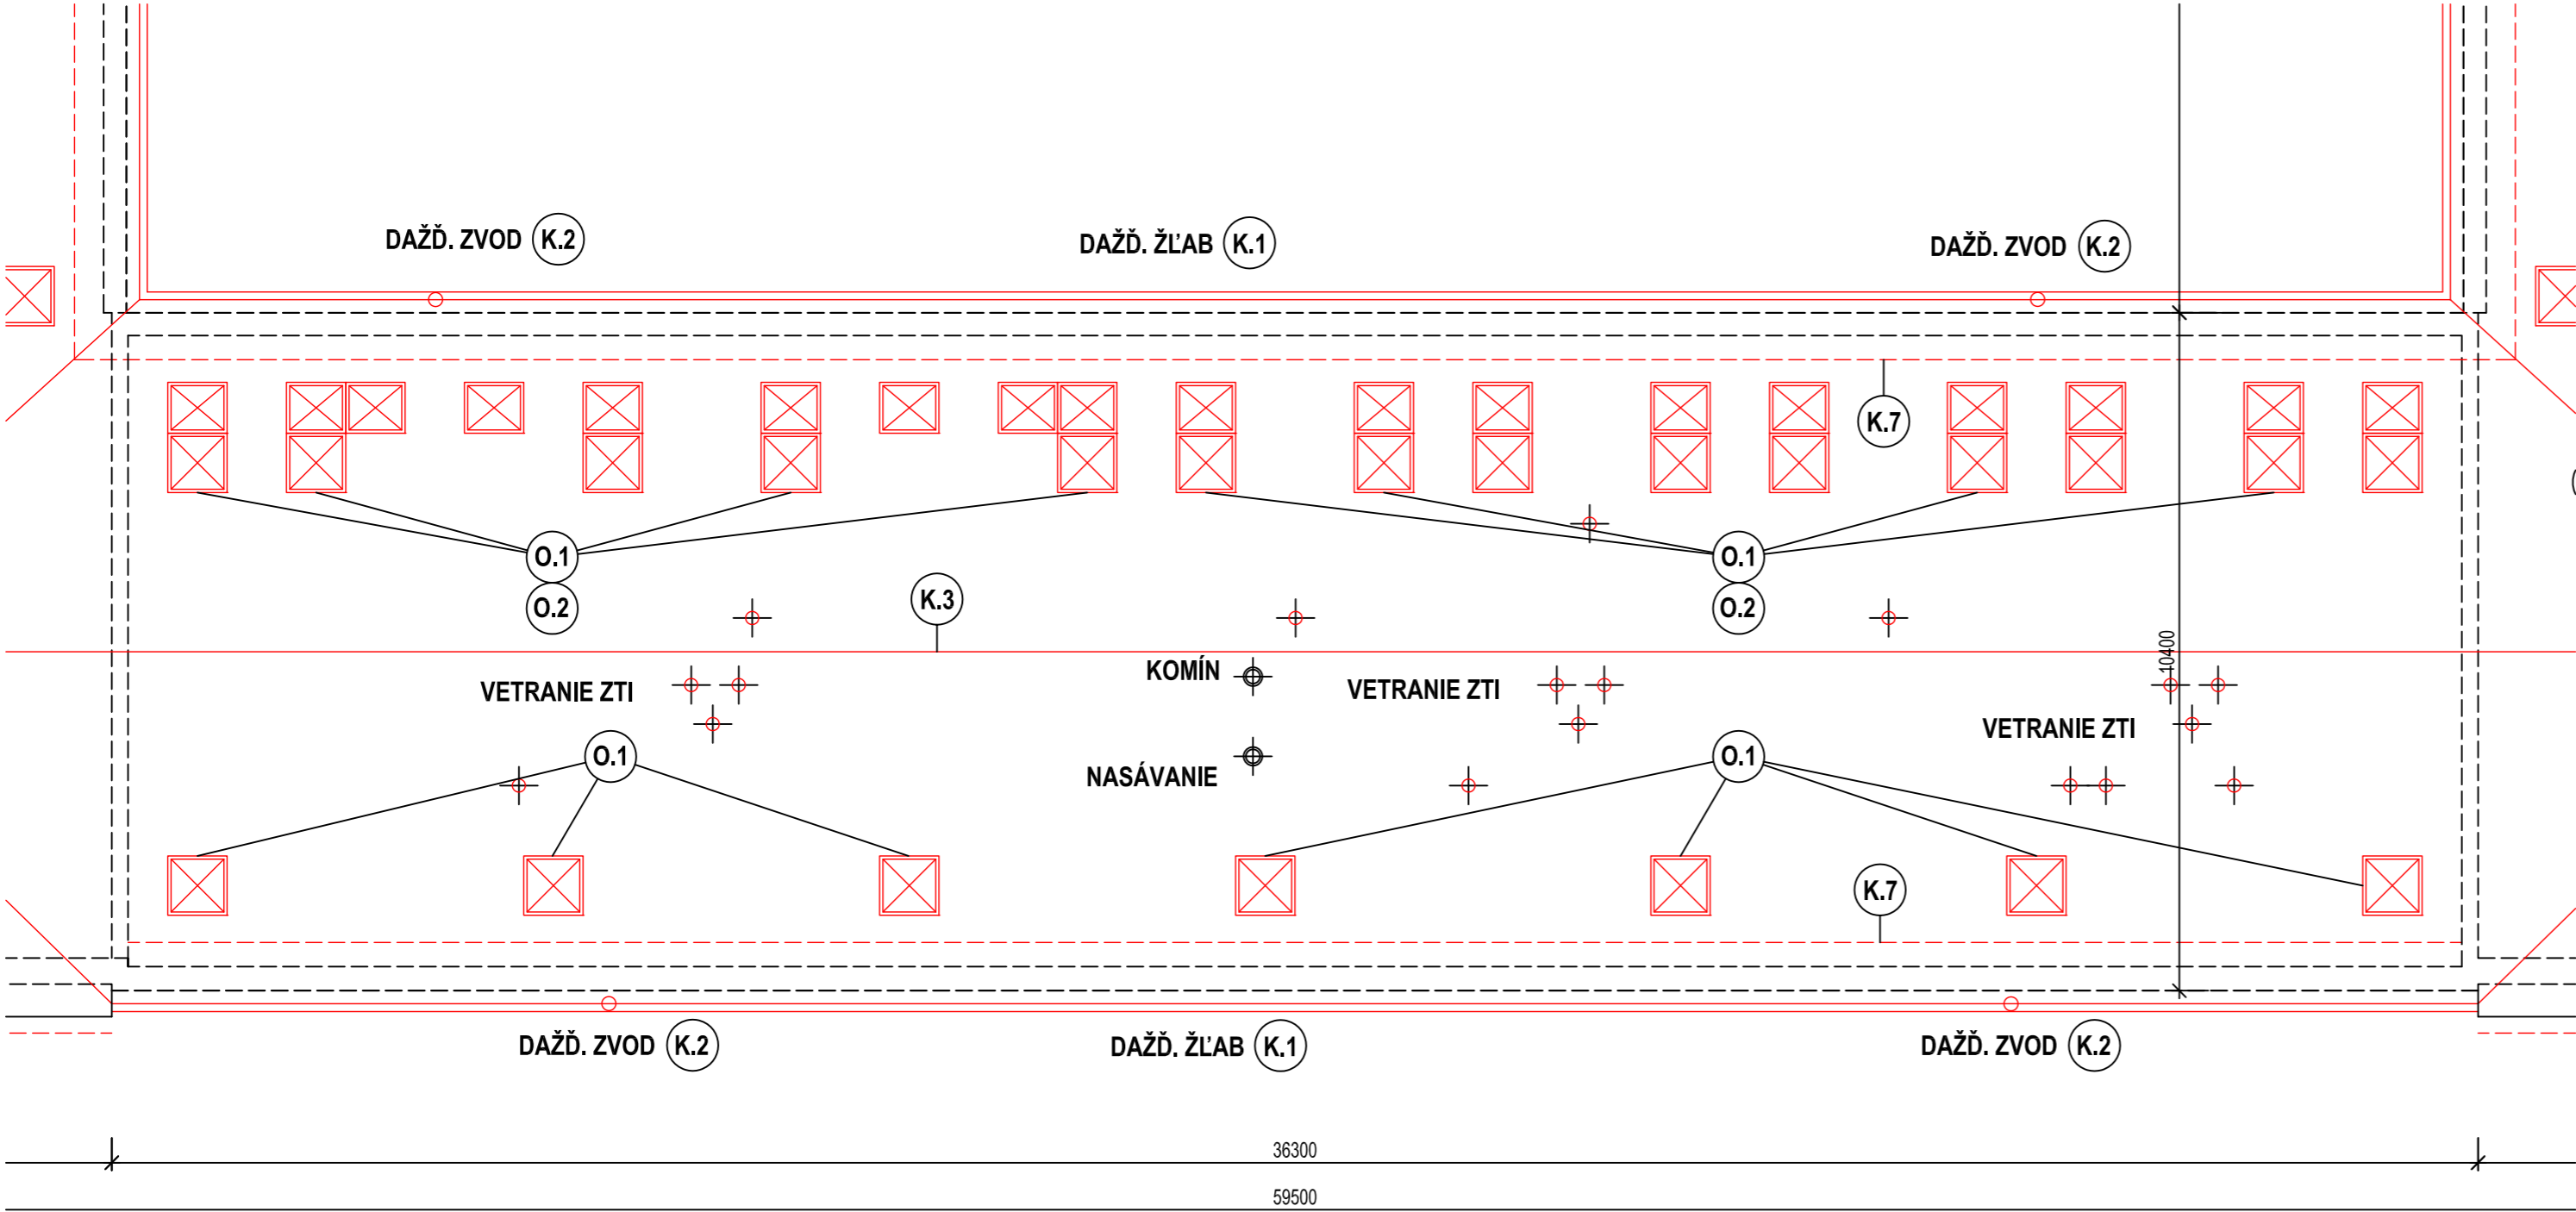 DAŽĎ. ZVOD K.2
DAŽĎ. ŽĽAB K.1
DAŽĎ. ZVOD K.2
K.7
O.1
O.2
K.3
O.1
O.2
10400
KOMÍN
VETRANIE ZTI
VETRANIE ZTI
VETRANIE ZTI
O.1
NASÁVANIE
O.1
K.7
DAŽĎ. ZVOD K.2
DAŽĎ. ŽĽAB K.1
DAŽĎ. ZVOD K.2
36300
59500